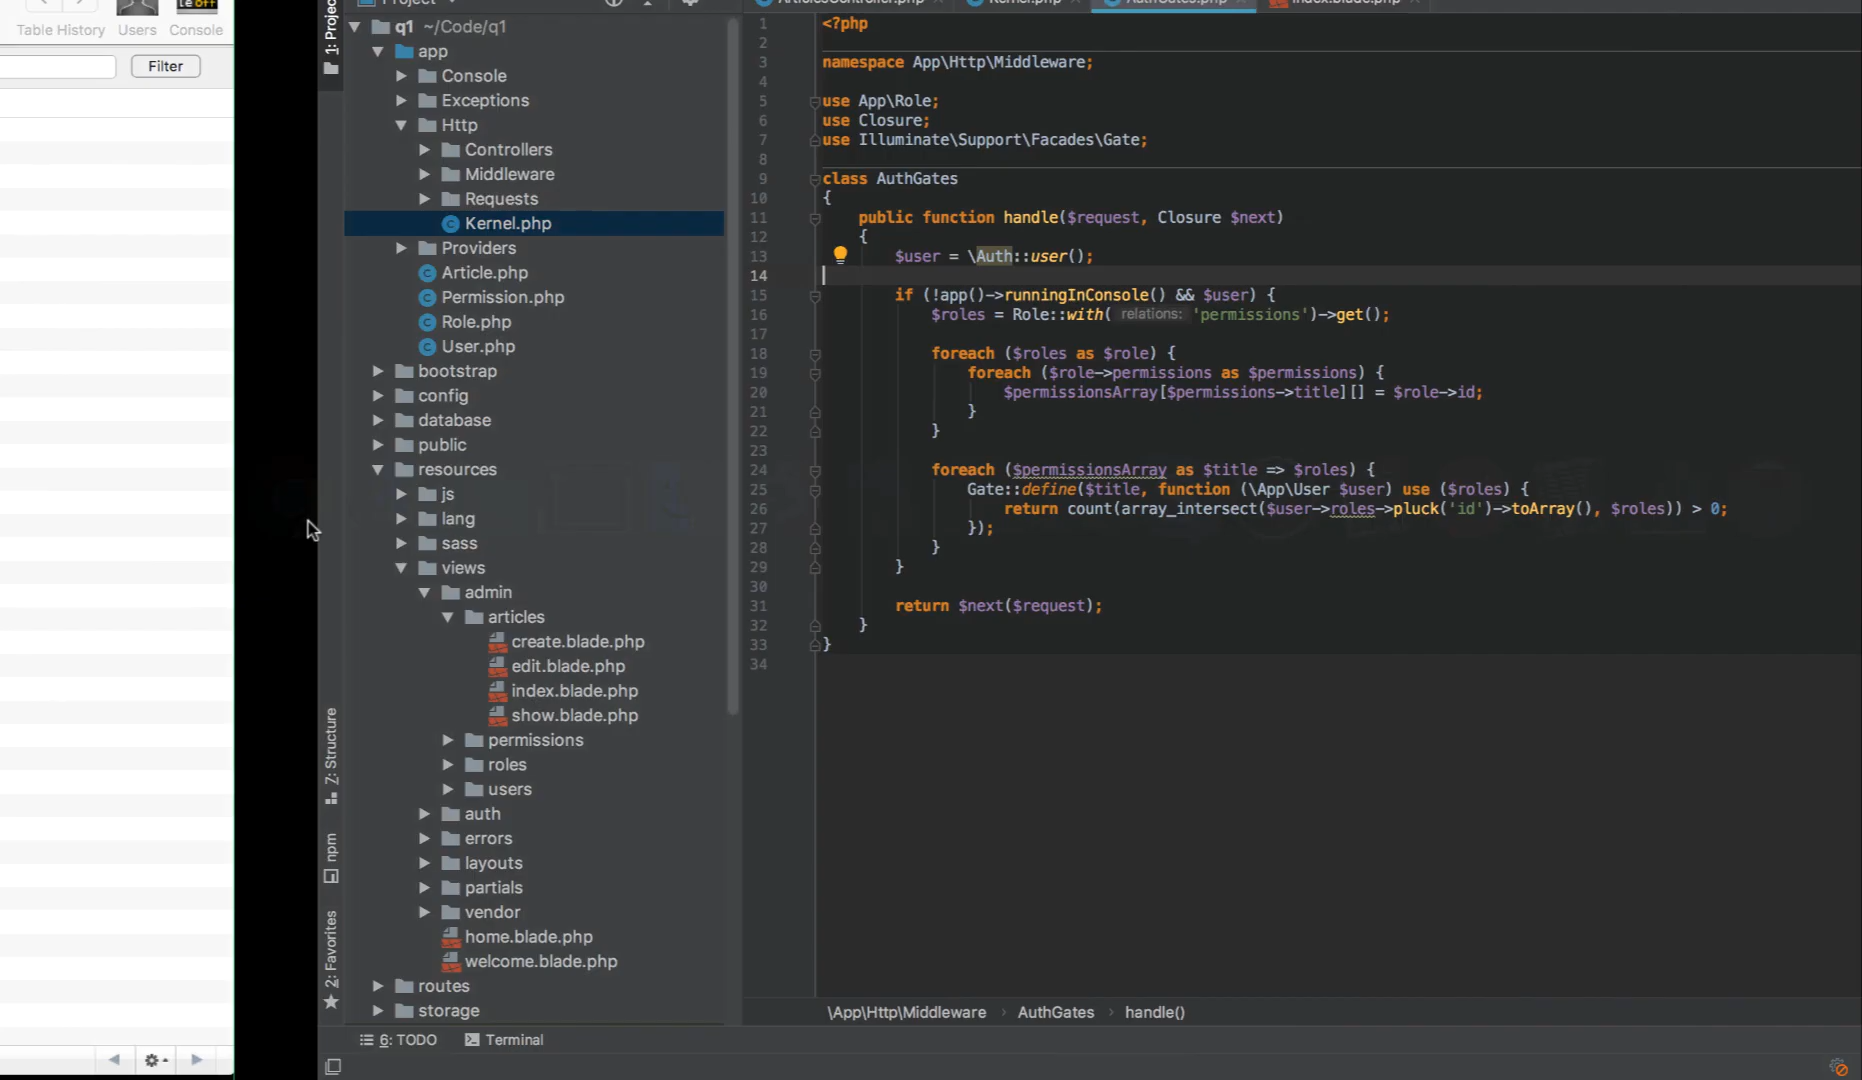 Table History Users Console
Filter
1: Project
Project
q1 ~/Code/q1
app
Console
Exceptions
Http
Controllers
Middleware
Requests
Kernel.php
Providers
Article.php
Permission.php
Role.php
User.php
bootstrap
config
database
public
resources
js
lang
sass
views
admin
articles
create.blade.php
edit.blade.php
index.blade.php
show.blade.php
permissions
roles
users
auth
errors
layouts
partials
vendor
home.blade.php
welcome.blade.php
routes
storage
Z: Structure
npm
2: Favorites
ArticlesController.php Kernel.php AuthGates.php index.blade.php
1 <?php
2
3 namespace App\Http\Middleware;
4
5 use App\Role;
6 use Closure;
7 use Illuminate\Support\Facades\Gate;
8
9 class AuthGates
10 {
11 public function handle($request, Closure $next)
12 {
13 $user = \Auth::user();
14
15 if (!app()->runningInConsole() && $user) {
16 $roles = Role::with( relations: 'permissions')->get();
17
18 foreach ($roles as $role) {
19 foreach ($role->permissions as $permissions) {
20 $permissionsArray[$permissions->title][] = $role->id;
21 }
22 }
23
24 foreach ($permissionsArray as $title => $roles) {
25 Gate::define($title, function (\App\User $user) use ($roles) {
26 return count(array_intersect($user->roles->pluck('id')->toArray(), $roles)) > 0;
27 });
28 }
29 }
30
31 return $next($request);
32 }
33 }
34
\App\Http\Middleware › AuthGates › handle()
6: TODO Terminal